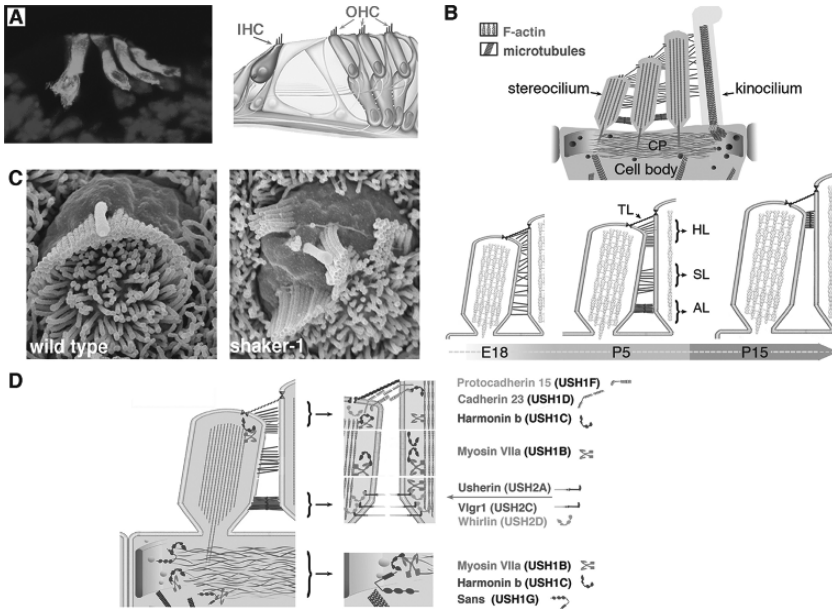 A
IHC
OHC
B
F-actin
microtubules
stereocilium
kinocilium
CP
Cell body
C
wild type
shaker-1
TL
HL
SL
AL
E18
P5
P15
D
Protocadherin 15 (USH1F)
Cadherin 23 (USH1D)
Harmonin b (USH1C)
Myosin VIIa (USH1B)
Usherin (USH2A)
Vlgr1 (USH2C)
Whirlin (USH2D)
Myosin VIIa (USH1B)
Harmonin b (USH1C)
Sans (USH1G)